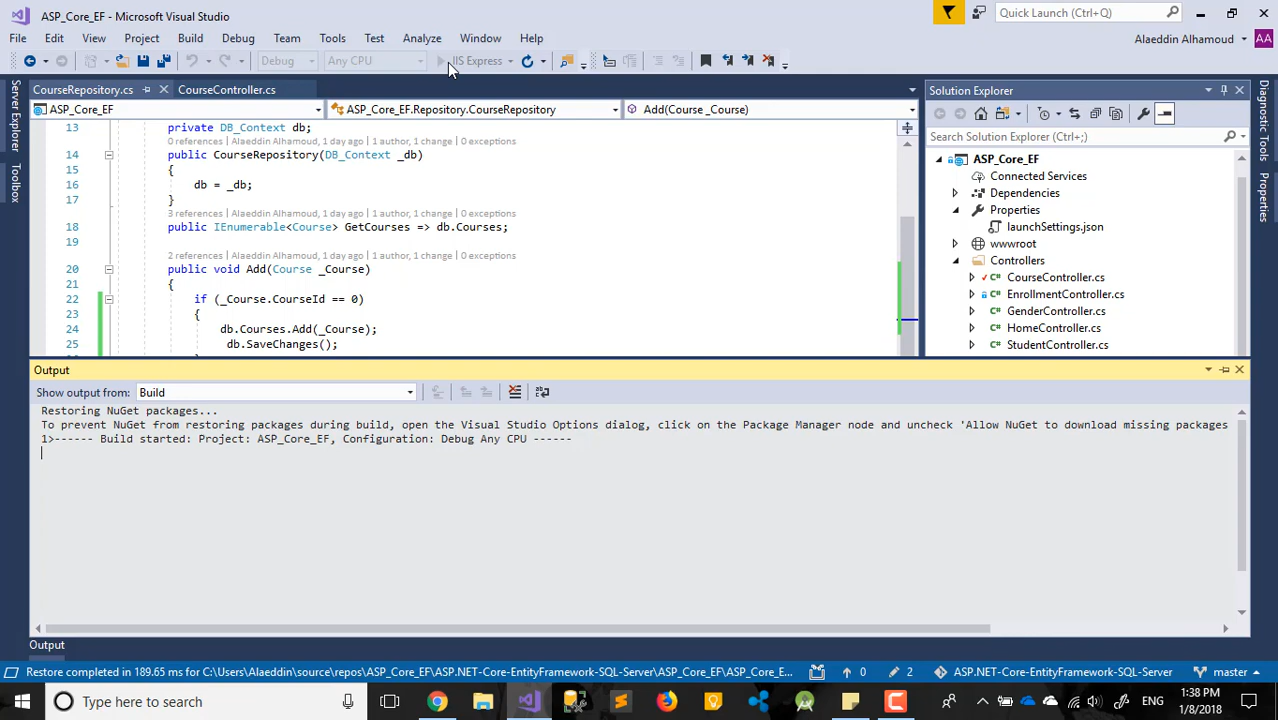 ASP_Core_EF - Microsoft Visual Studio
Quick Launch (Ctrl+Q)
File Edit View Project Build Debug Team Tools Test Analyze Window Help
Alaeddin Alhamoud AA
Debug Any CPU IIS Express
CourseRepository.cs CourseController.cs
ASP_Core_EF ASP_Core_EF.Repository.CourseRepository Add(Course _Course)
Server Explorer
Toolbox
13 private DB_Context db;
0 references | Alaeddin Alhamoud, 1 day ago | 1 author, 1 change | 0 exceptions
14 public CourseRepository(DB_Context _db)
15 {
16 db = _db;
17 }
3 references | Alaeddin Alhamoud, 1 day ago | 1 author, 1 change | 0 exceptions
18 public IEnumerable<Course> GetCourses => db.Courses;
19
2 references | Alaeddin Alhamoud, 1 day ago | 1 author, 1 change | 0 exceptions
20 public void Add(Course _Course)
21 {
22 if (_Course.CourseId == 0)
23 {
24 db.Courses.Add(_Course);
25 db.SaveChanges();
Solution Explorer
Search Solution Explorer (Ctrl+;)
ASP_Core_EF
Connected Services
Dependencies
Properties
launchSettings.json
wwwroot
Controllers
C# CourseController.cs
C# EnrollmentController.cs
C# GenderController.cs
C# HomeController.cs
C# StudentController.cs
Diagnostic Tools
Properties
Output
Show output from: Build
Restoring NuGet packages...
To prevent NuGet from restoring packages during build, open the Visual Studio Options dialog, click on the Package Manager node and uncheck 'Allow NuGet to download missing packages
1>------ Build started: Project: ASP_Core_EF, Configuration: Debug Any CPU ------
Output
Restore completed in 189.65 ms for C:\Users\Alaeddin\source\repos\ASP_Core_EF\ASP.NET-Core-EntityFramework-SQL-Server\ASP_Core_EF\ASP_Core_E... 0 2 ASP.NET-Core-EntityFramework-SQL-Server master
Type here to search
ENG
1:38 PM
1/8/2018